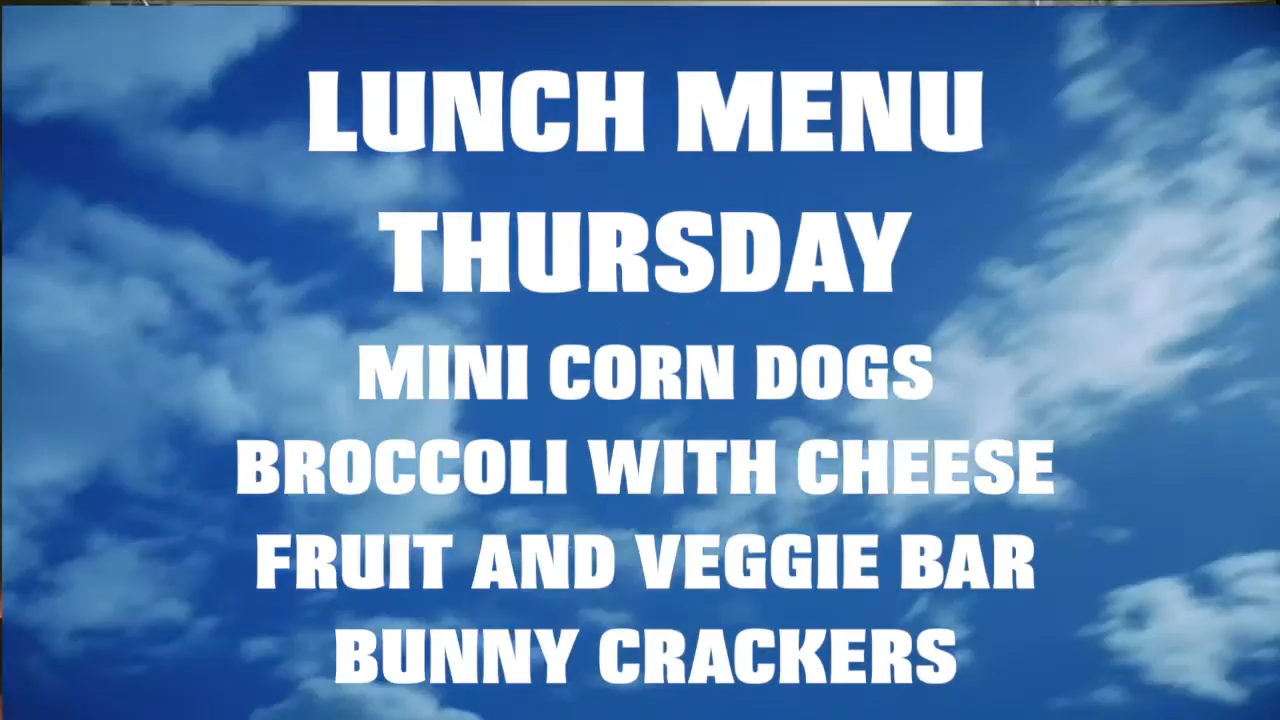 LUNCH MENU
THURSDAY
MINI CORN DOGS
BROCCOLI WITH CHEESE
FRUIT AND VEGGIE BAR
BUNNY CRACKERS